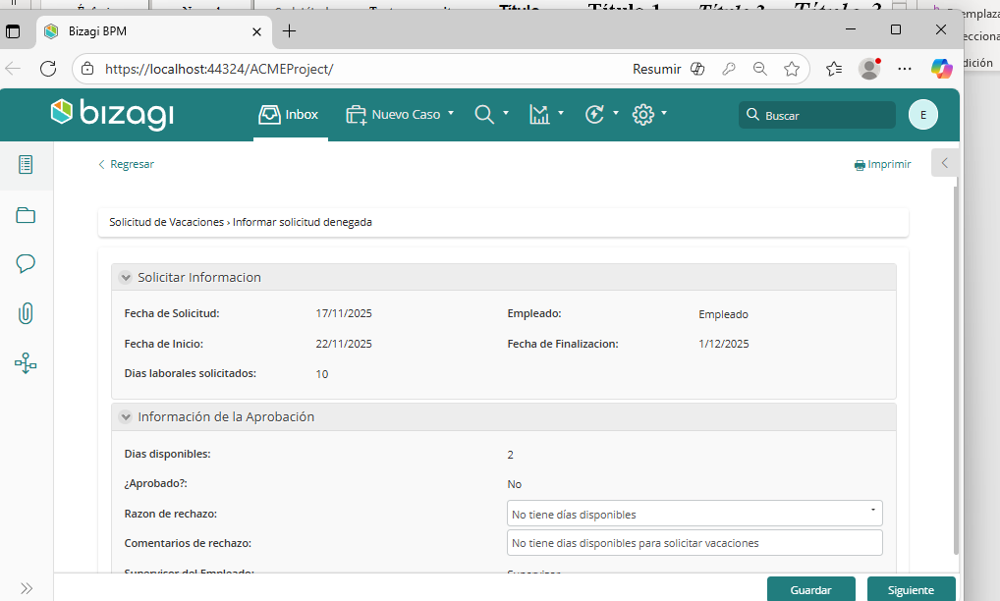 Título
Título 1
Título 2
Título 3
Reemplaza
Bizagi BPM
eccionar
dición
https://localhost:44324/ACMEProject/
Resumir
bizagi
Inbox
Nuevo Caso
Buscar
E
Regresar
Imprimir
Solicitud de Vacaciones › Informar solicitud denegada
Solicitar Informacion
Fecha de Solicitud: 17/11/2025 Empleado: Empleado
Fecha de Inicio: 22/11/2025 Fecha de Finalizacion: 1/12/2025
Dias laborales solicitados: 10
Información de la Aprobación
Dias disponibles: 2
¿Aprobado?: No
Razon de rechazo: No tiene días disponibles
Comentarios de rechazo: No tiene dias disponibles para solicitar vacaciones
Supervisor del Empleado: Supervisor
Guardar
Siguiente